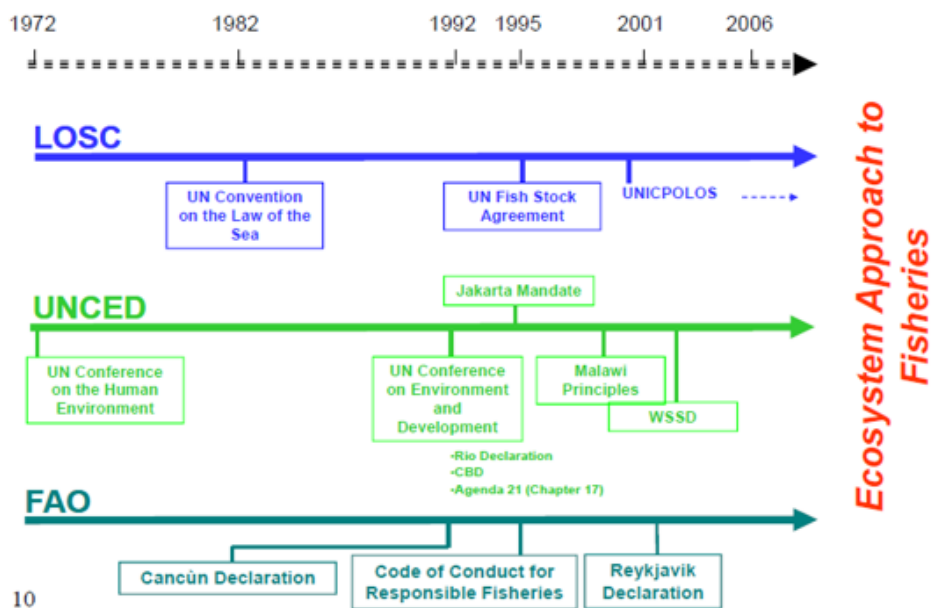 1972 1982 1992 1995 2001 2006
LOSC
UN Convention
on the Law of the
Sea
UN Fish Stock
Agreement
UNICPOLOS
Jakarta Mandate
UNCED
UN Conference
on the Human
Environment
UN Conference
on Environment
and
Development
Malawi
Principles
WSSD
•Rio Declaration
•CBD
•Agenda 21 (Chapter 17)
FAO
Cancùn Declaration
Code of Conduct for
Responsible Fisheries
Reykjavik
Declaration
Ecosystem Approach to
Fisheries
10